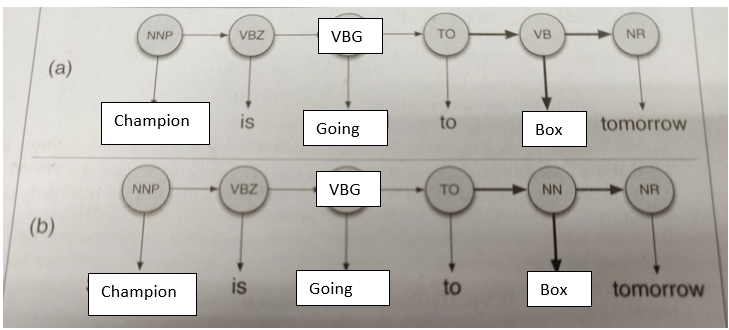 NNP VBZ VBG TO VB NR
(a)
Champion is Going to Box tomorrow
NNP VBZ VBG TO NN NR
(b)
Champion is Going to Box tomorrow